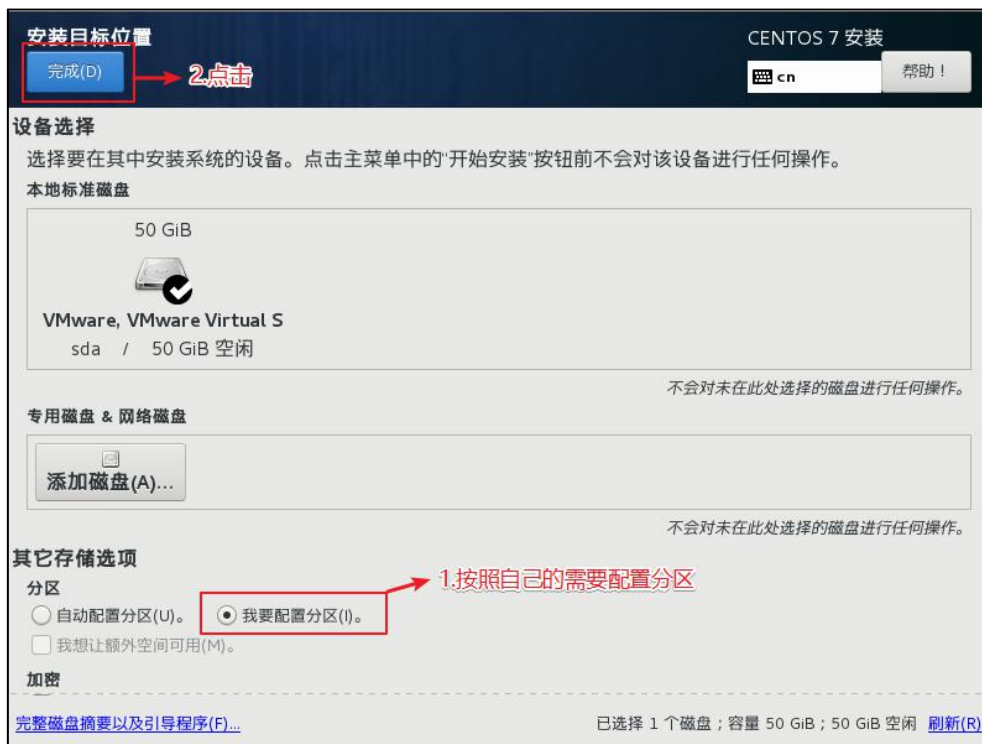 安装目标位置
CENTOS 7 安装
完成(D)
2.点击
cn
帮助！
设备选择
选择要在其中安装系统的设备。点击主菜单中的"开始安装"按钮前不会对该设备进行任何操作。
本地标准磁盘
50 GiB
VMware, VMware Virtual S
sda / 50 GiB 空闲
不会对未在此处选择的磁盘进行任何操作。
专用磁盘 & 网络磁盘
添加磁盘(A)...
不会对未在此处选择的磁盘进行任何操作。
其它存储选项
1.按照自己的需要配置分区
分区
自动配置分区(U)。 我要配置分区(I)。
我想让额外空间可用(M)。
加密
完整磁盘摘要以及引导程序(F)... 已选择 1 个磁盘；容量 50 GiB；50 GiB 空闲 刷新(R)